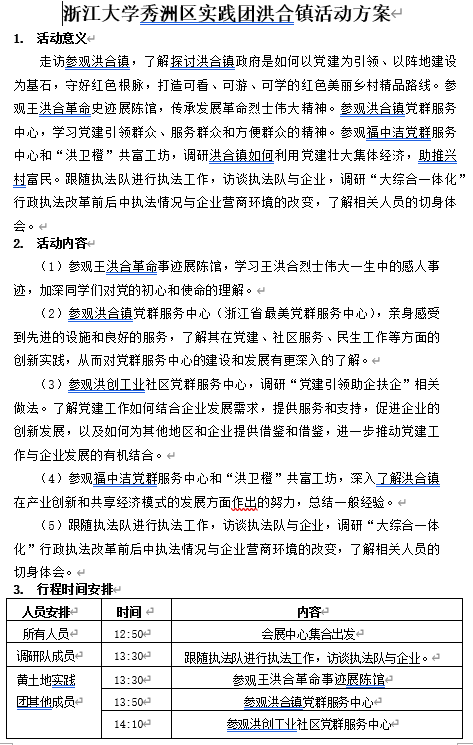 浙江大学秀洲区实践团洪合镇活动方案
1. 活动意义
走访参观洪合镇，了解探讨洪合镇政府是如何以党建为引领、以阵地建设
为基石，守好红色根脉，打造可看、可游、可学的红色美丽乡村精品路线。参
观王洪合革命史迹展陈馆，传承发展革命烈士伟大精神。参观洪合镇党群服务
中心，学习党建引领群众、服务群众和方便群众的精神。参观福中洁党群服务
中心和“洪卫橙”共富工坊，调研洪合镇如何利用党建壮大集体经济，助推兴
村富民。跟随执法队进行执法工作，访谈执法队与企业，调研“大综合一体化”
行政执法改革前后中执法情况与企业营商环境的改变，了解相关人员的切身体
会。
2. 活动内容
（1）参观王洪合革命事迹展陈馆，学习王洪合烈士伟大一生中的感人事
迹，加深同学们对党的初心和使命的理解。
（2）参观洪合镇党群服务中心（浙江省最美党群服务中心），亲身感受
到先进的设施和良好的服务，了解其在党建、社区服务、民生工作等方面的
创新实践，从而对党群服务中心的建设和发展有更深入的了解。
（3）参观洪创工业社区党群服务中心，调研“党建引领助企扶企”相关
做法。了解党建工作如何结合企业发展需求，提供服务和支持，促进企业的
创新发展，以及如何为其他地区和企业提供借鉴和借鉴，进一步推动党建工
作与企业发展的有机结合。
（4）参观福中洁党群服务中心和“洪卫橙”共富工坊，深入了解洪合镇
在产业创新和共享经济模式的发展方面作出的努力，总结一般经验。
（5）跟随执法队进行执法工作，访谈执法队与企业，调研“大综合一体
化”行政执法改革前后中执法情况与企业营商环境的改变，了解相关人员的
切身体会。
3. 行程时间安排
人员安排 时间 内容
所有人员 12:50 会展中心集合出发
调研队成员 13:30 跟随执法队进行执法工作，访谈执法队与企业。
黄土地实践 13:30 参观王洪合革命事迹展陈馆
团其他成员 13:50 参观洪合镇党群服务中心
14:10 参观洪创工业社区党群服务中心